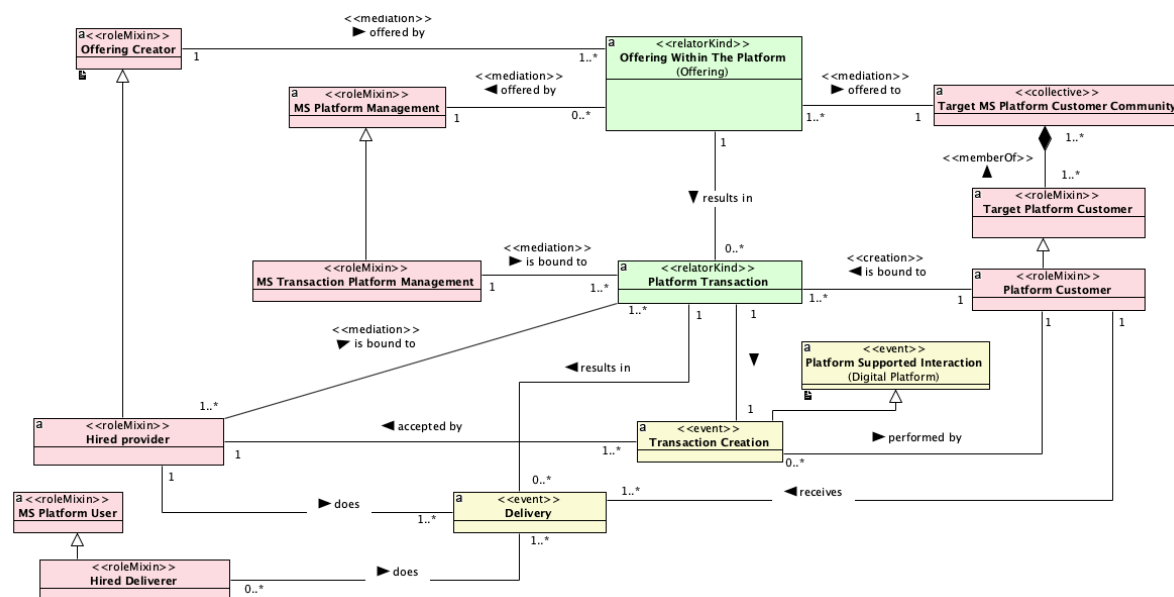 <<mediation>>
offered by
a <<roleMixin>>
Offering Creator
1
1..*
a <<relatorKind>>
Offering Within The Platform
(Offering)
<<mediation>>
offered by
a <<roleMixin>>
MS Platform Management
1
0..*
<<mediation>>
offered to
1..*
1
a <<collective>>
Target MS Platform Customer Community
1..*
<<memberOf>>
1..*
a <<roleMixin>>
Target Platform Customer
1
results in
0..*
a <<roleMixin>>
MS Transaction Platform Management
<<mediation>>
is bound to
1
1..*
a <<relatorKind>>
Platform Transaction
<<creation>>
is bound to
1..*
1
a <<roleMixin>>
Platform Customer
1..*
1
1
1
1
<<mediation>>
is bound to
1..*
results in
a <<event>>
Platform Supported Interaction
(Digital Platform)
a <<roleMixin>>
Hired provider
accepted by
1
1..*
1
a <<event>>
Transaction Creation
performed by
0..*
1
does
1..*
0..*
a <<event>>
Delivery
1..*
receives
1..*
a <<roleMixin>>
MS Platform User
<<roleMixin>>
Hired Deliverer
does
0..*